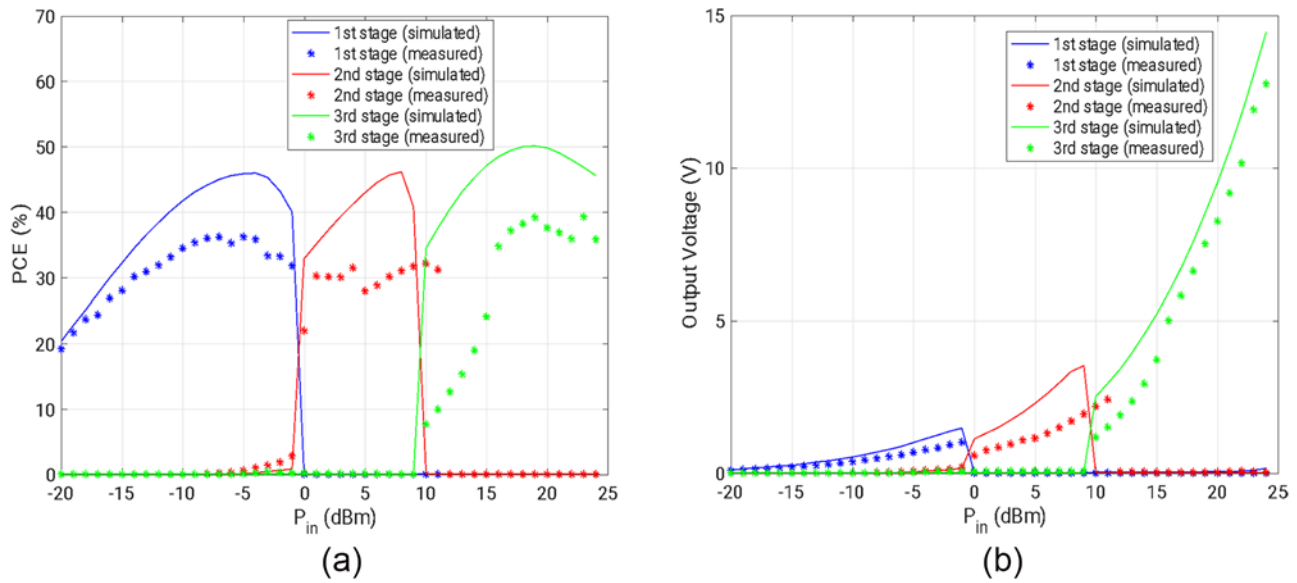 70
60
50
40
30
20
10
0
PCE (%)
1st stage (simulated)
1st stage (measured)
2nd stage (simulated)
2nd stage (measured)
3rd stage (simulated)
3rd stage (measured)
-20 -15 -10 -5 0 5 10 15 20 25
P_in (dBm)
(a)
15
10
5
0
Output Voltage (V)
1st stage (simulated)
1st stage (measured)
2nd stage (simulated)
2nd stage (measured)
3rd stage (simulated)
3rd stage (measured)
-20 -15 -10 -5 0 5 10 15 20 25
P_in (dBm)
(b)